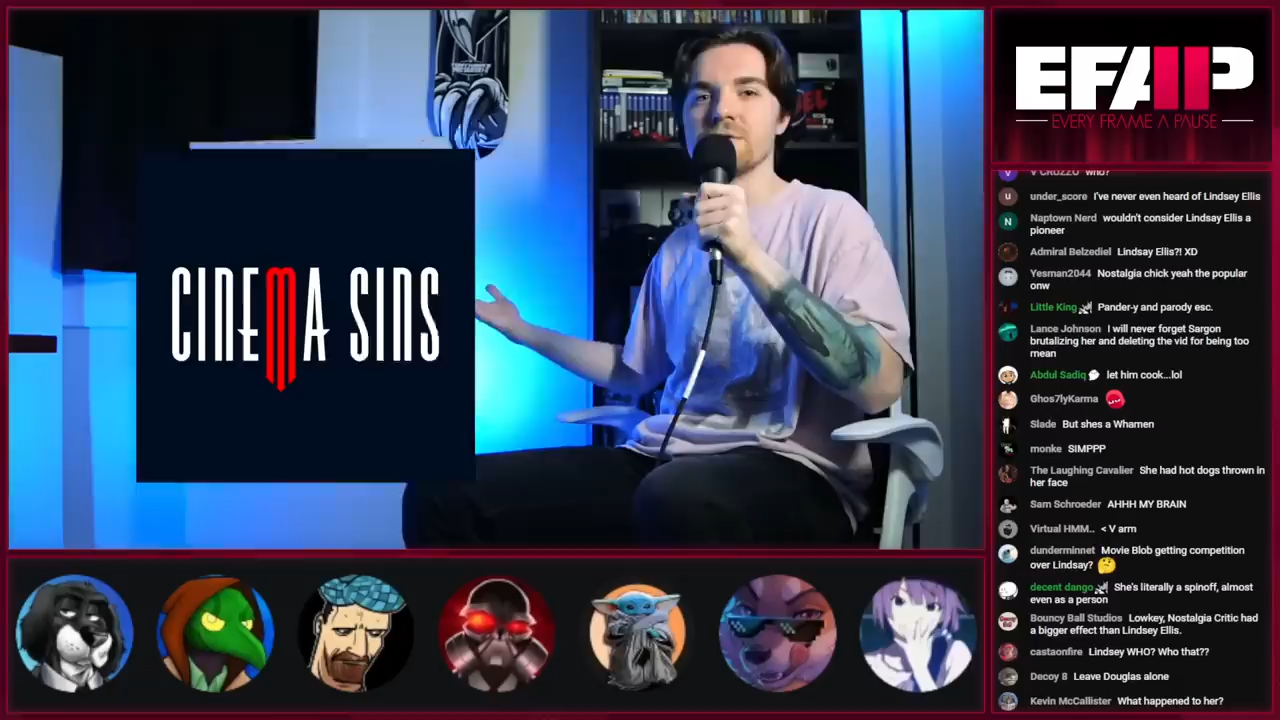 CINEMA SINS
EFAP
EVERY FRAME A PAUSE
V CRUZZO who?
under_score I've never even heard of Lindsey Ellis
Naptown Nerd wouldn't consider Lindsay Ellis a
pioneer
Admiral Belzediel Lindsay Ellis?! XD
Yesman2044 Nostalgia chick yeah the popular
onw
Little King Pander-y and parody esc.
Lance Johnson I will never forget Sargon
brutalizing her and deleting the vid for being too
mean
Abdul Sadiq let him cook...lol
Ghos7lyKarma
Slade But shes a Whamen
monke SIMPPP
The Laughing Cavalier She had hot dogs thrown in
her face
Sam Schroeder AHHH MY BRAIN
Virtual HMM.. < V arm
dunderminnet Movie Blob getting competition
over Lindsay?
decent dango She's literally a spinoff, almost
even as a person
Bouncy Ball Studios Lowkey, Nostalgia Critic had
a bigger effect than Lindsey Ellis.
castaonfire Lindsey WHO? Who that??
Decoy 8 Leave Douglas alone
Kevin McCallister What happened to her?